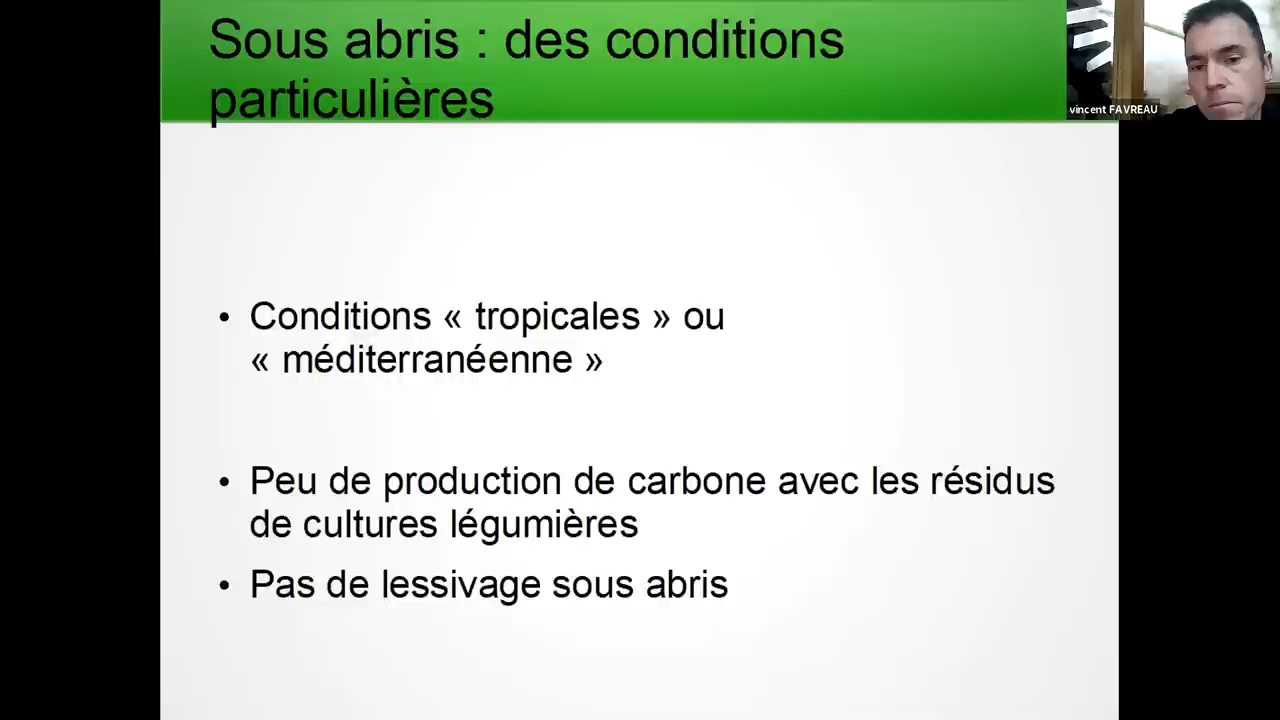 Sous abris : des conditions
particulières
vincent FAVREAU
• Conditions « tropicales » ou
« méditerranéenne »
• Peu de production de carbone avec les résidus
de cultures légumières
• Pas de lessivage sous abris